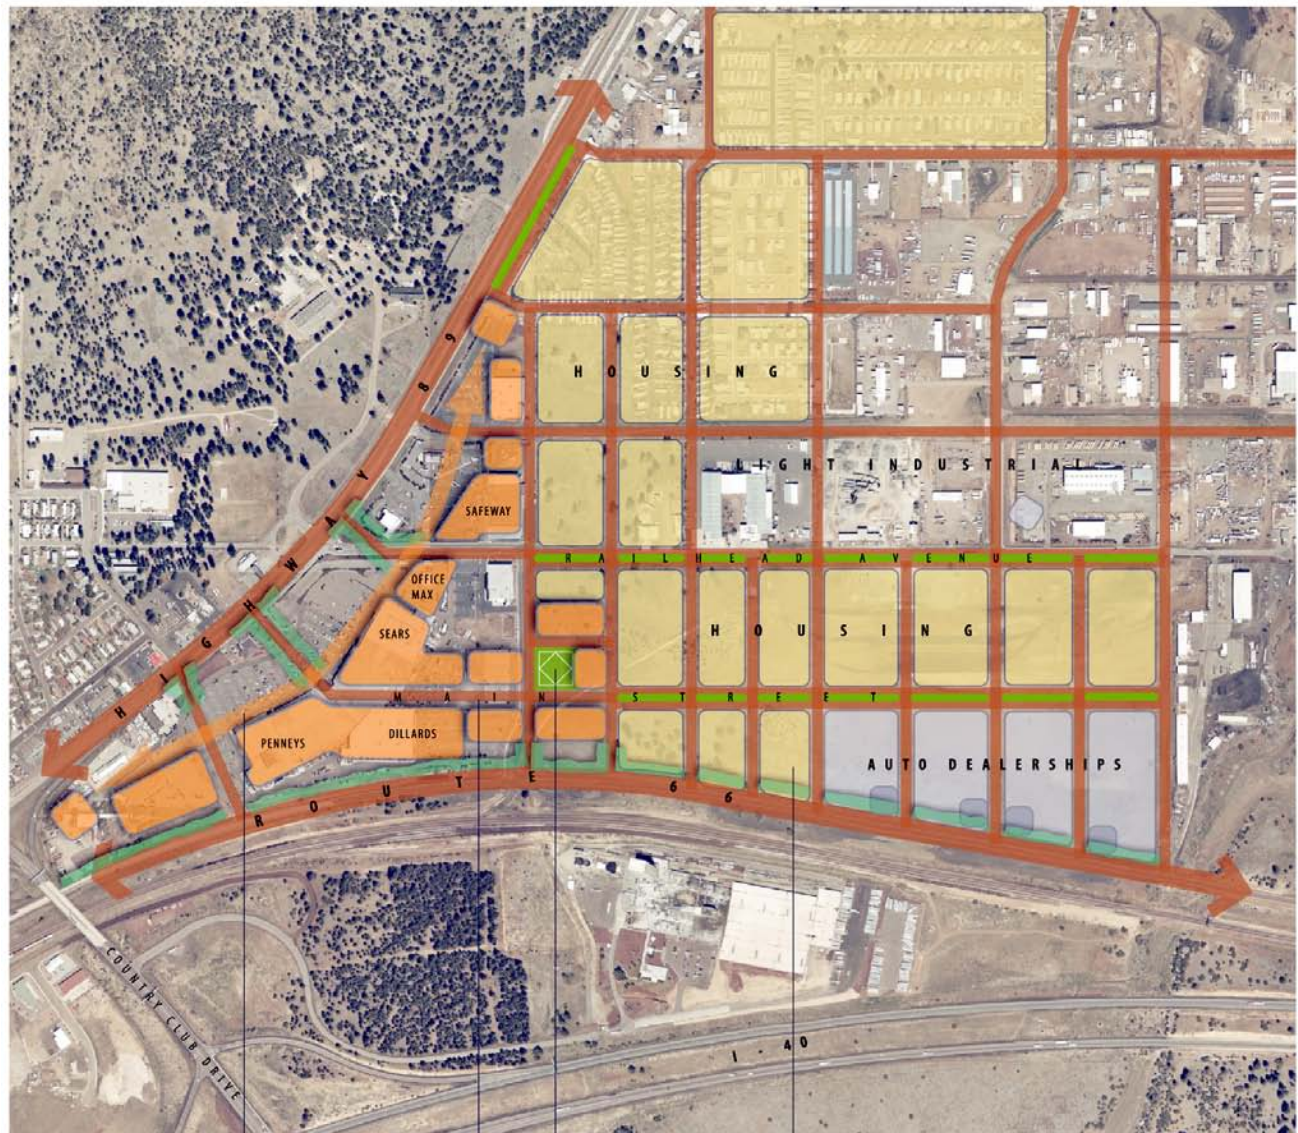 HIGHWAY 89
HOUSING
LIGHT INDUSTRIAL
SAFEWAY
RAILHEAD AVENUE
OFFICE
MAX
SEARS
HOUSING
MAIN STREET
PENNEYS
DILLARDS
AUTO DEALERSHIPS
ROUTE 66
COUNTRY CLUB DRIVE
I-40